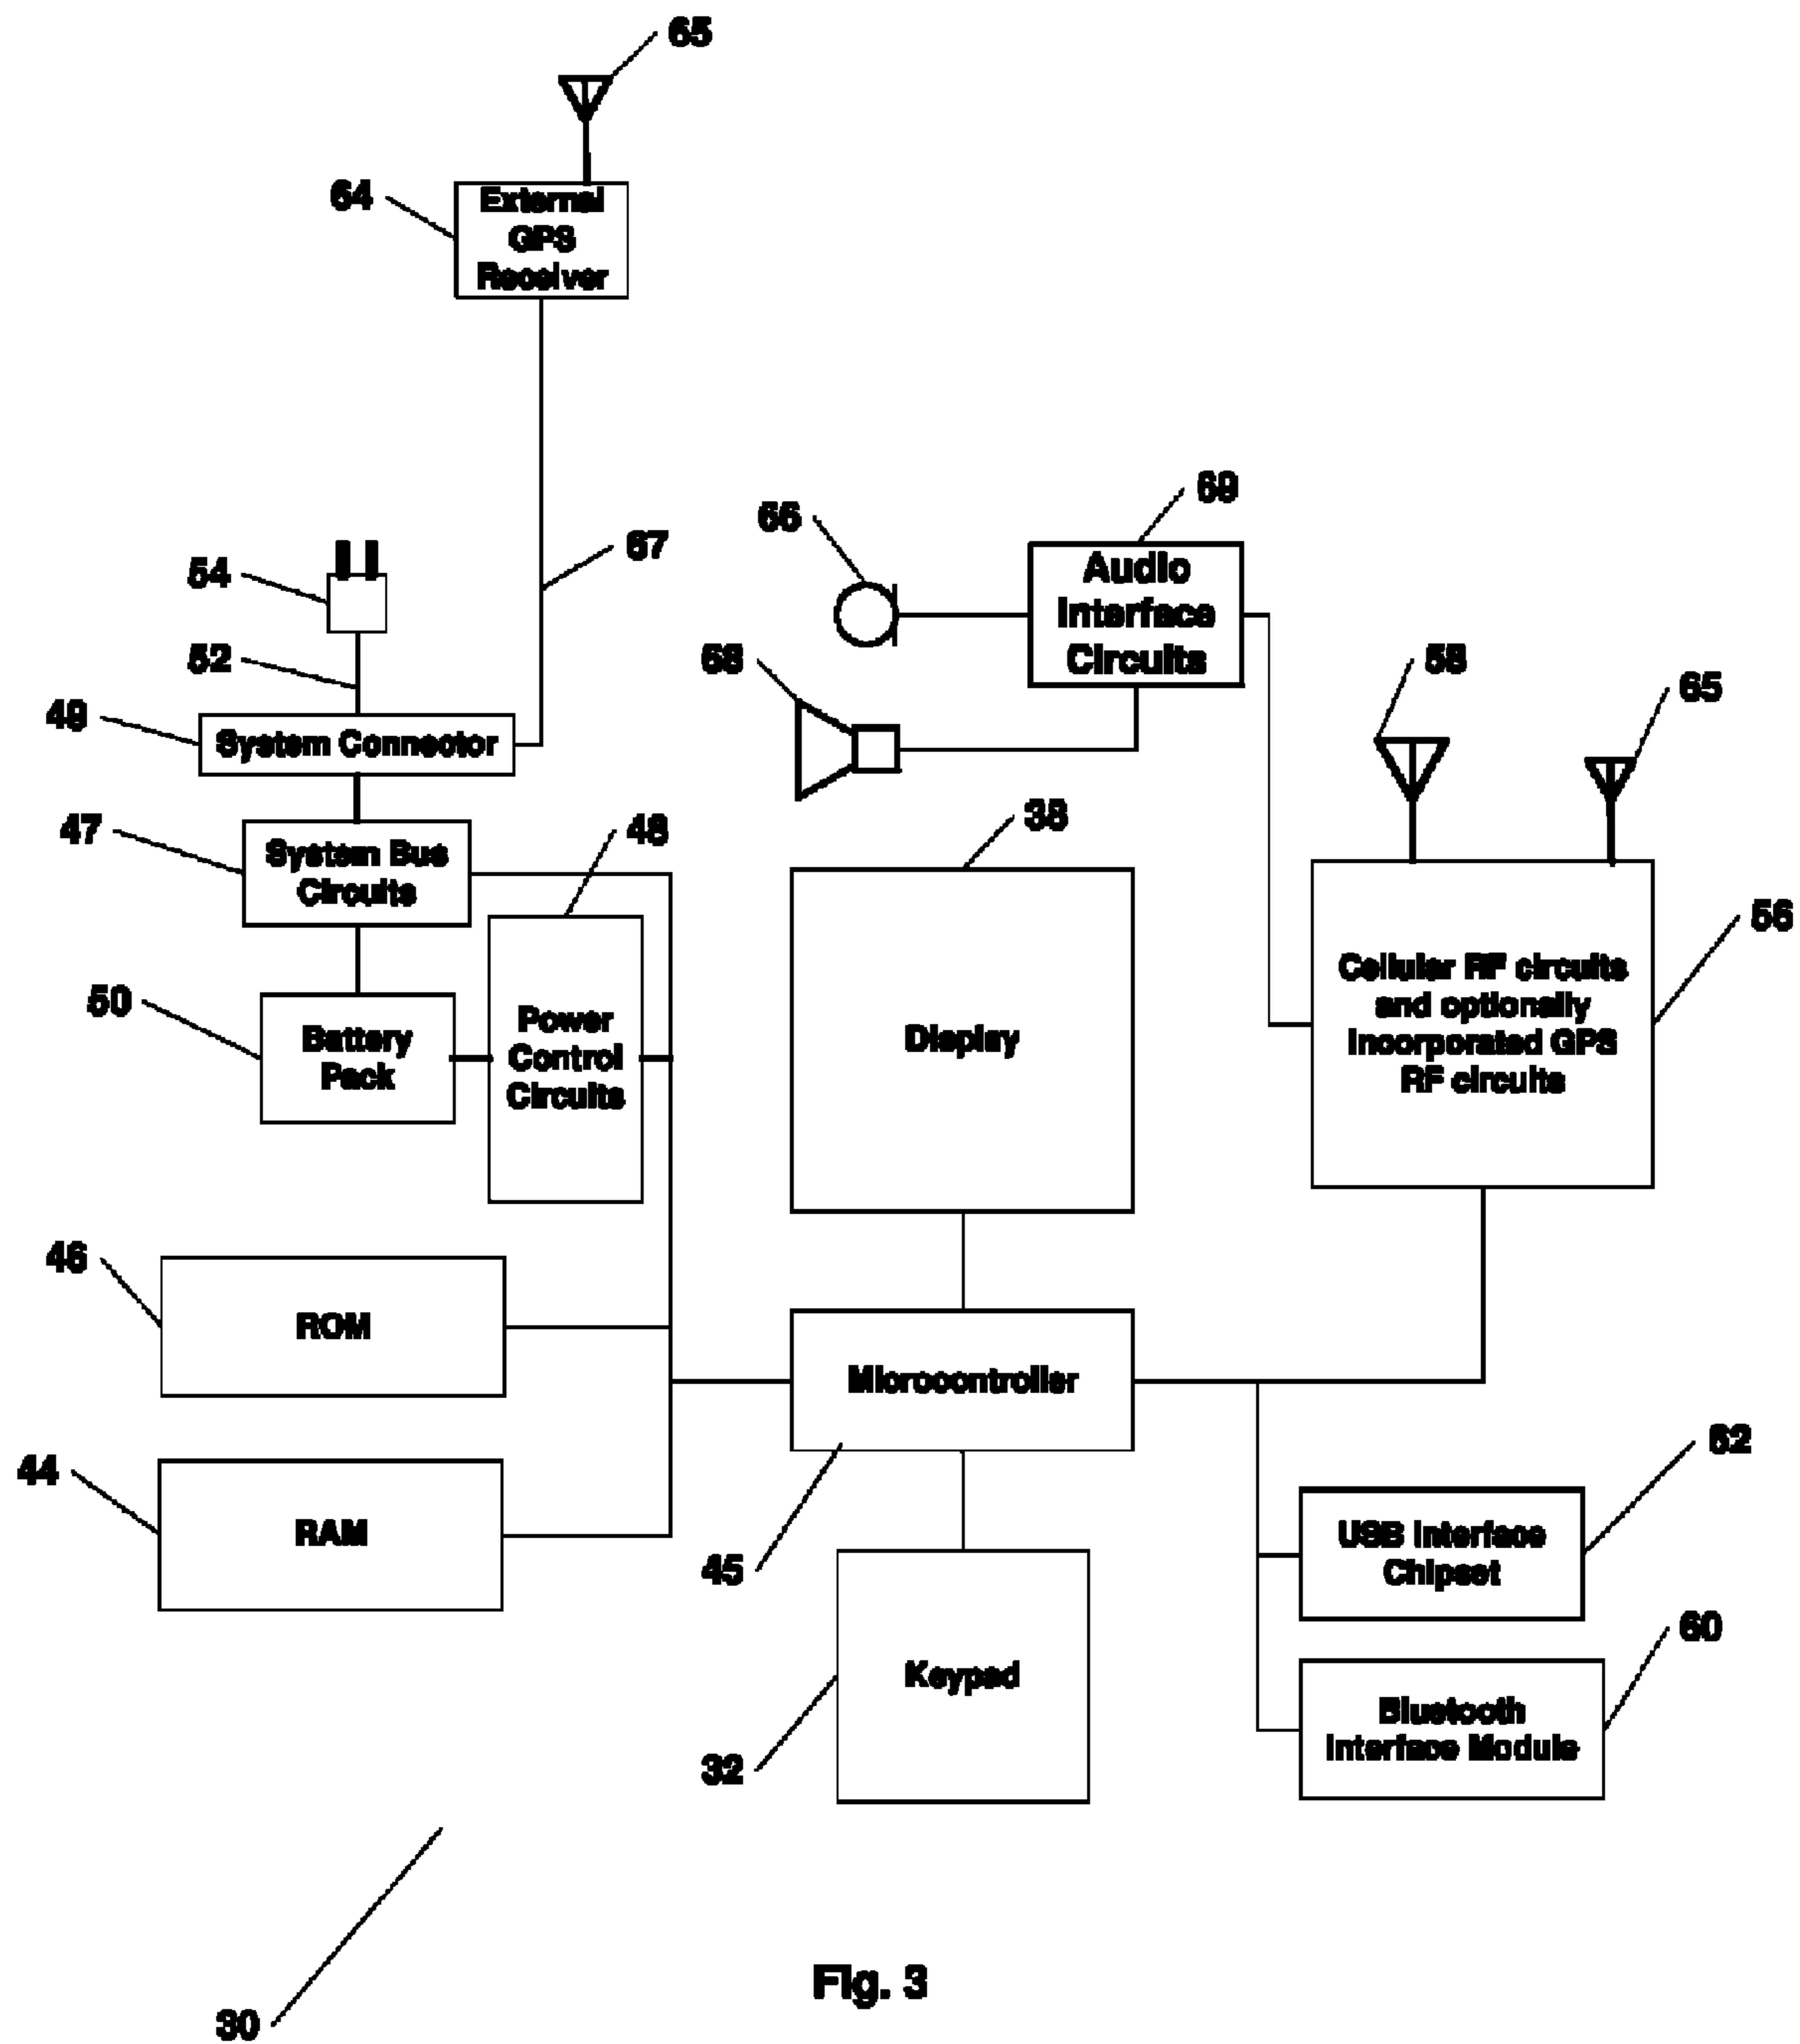 65
64
External
GPS
Receiver
67
54
52
49
System Connector
47
System Bus
Circuits
48
50
Battery
Pack
Power
Control
Circuits
66
69
Audio
Interface
Circuits
68
58
65
38
Display
56
Cellular RF circuits
and optionally
incorporated GPS
RF circuits
46
ROM
Microcontroller
44
RAM
45
62
USB Interface
Chipset
60
Bluetooth
Interface Module
Keypad
32
30
Fig. 3